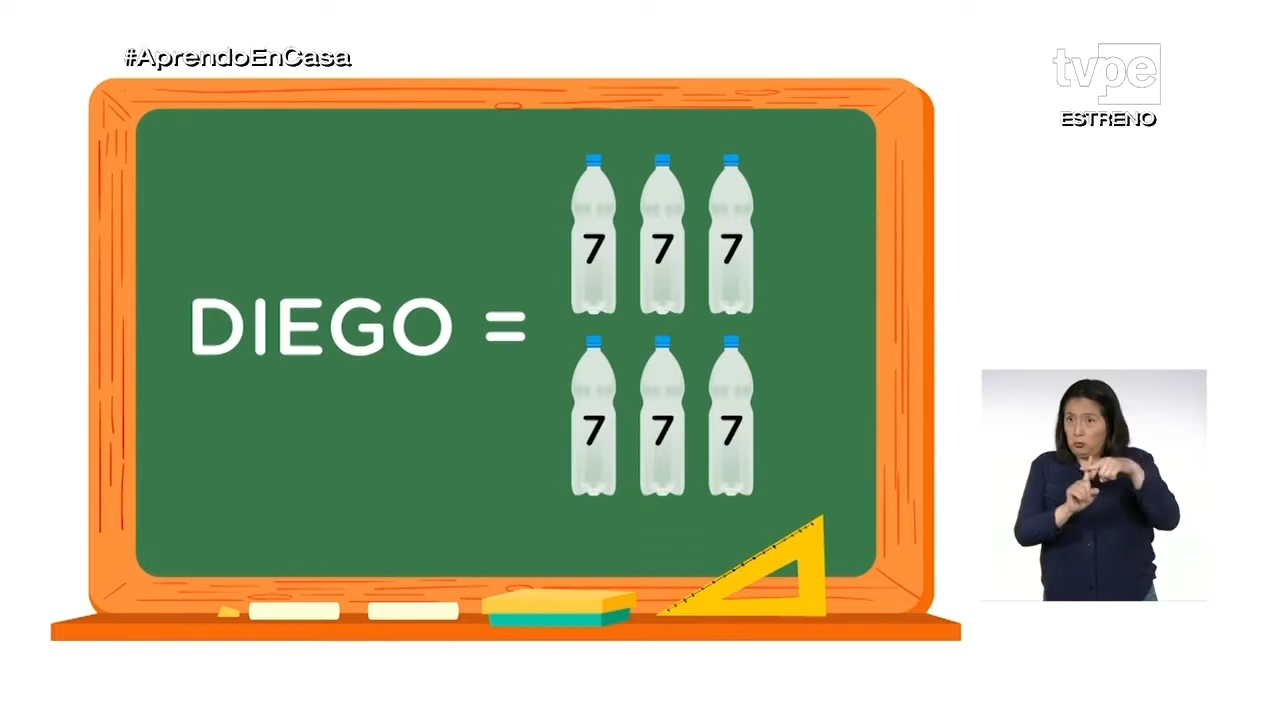 #AprendoEnCasa
tvpe
ESTRENO
DIEGO =
7 7 7
7 7 7